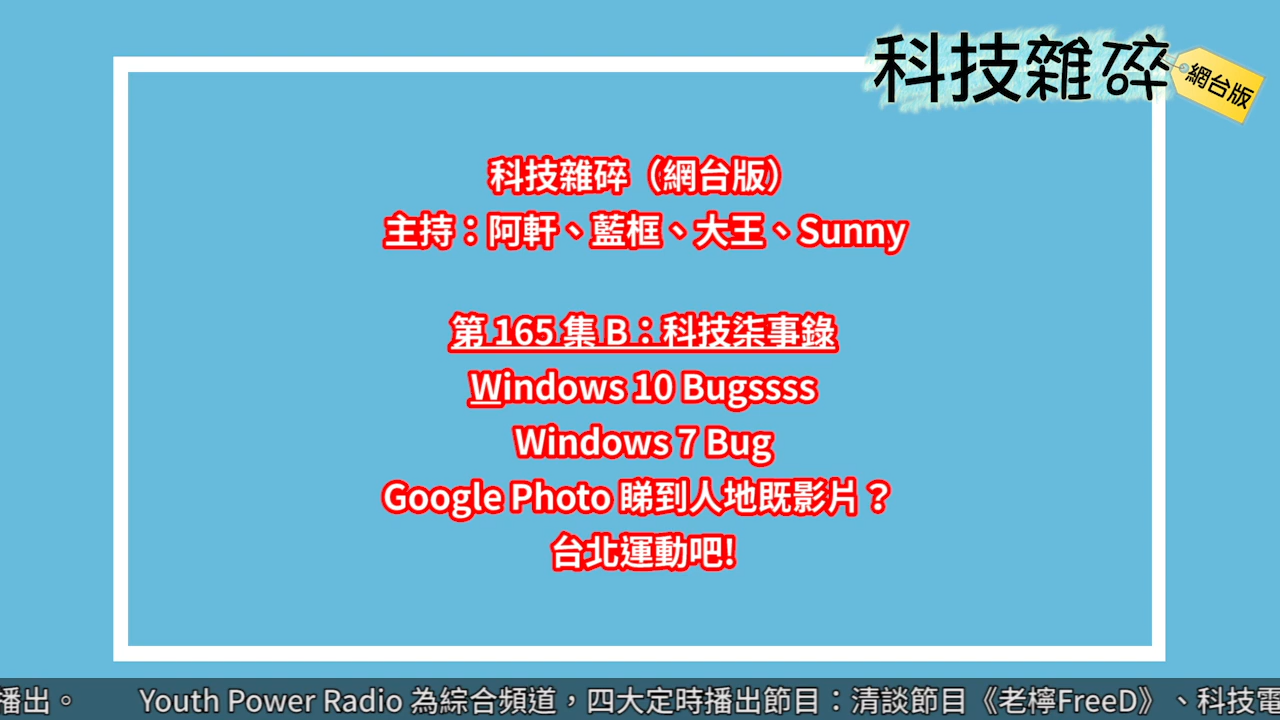 科技雜碎
網台版
科技雜碎（網台版）
主持：阿軒、藍框、大王、Sunny
第 165 集 B：科技柒事錄
Windows 10 Bugssss
Windows 7 Bug
Google Photo 睇到人地既影片？
台北運動吧!
播出。 Youth Power Radio 為綜合頻道，四大定時播出節目：清談節目《老檸FreeD》、科技電